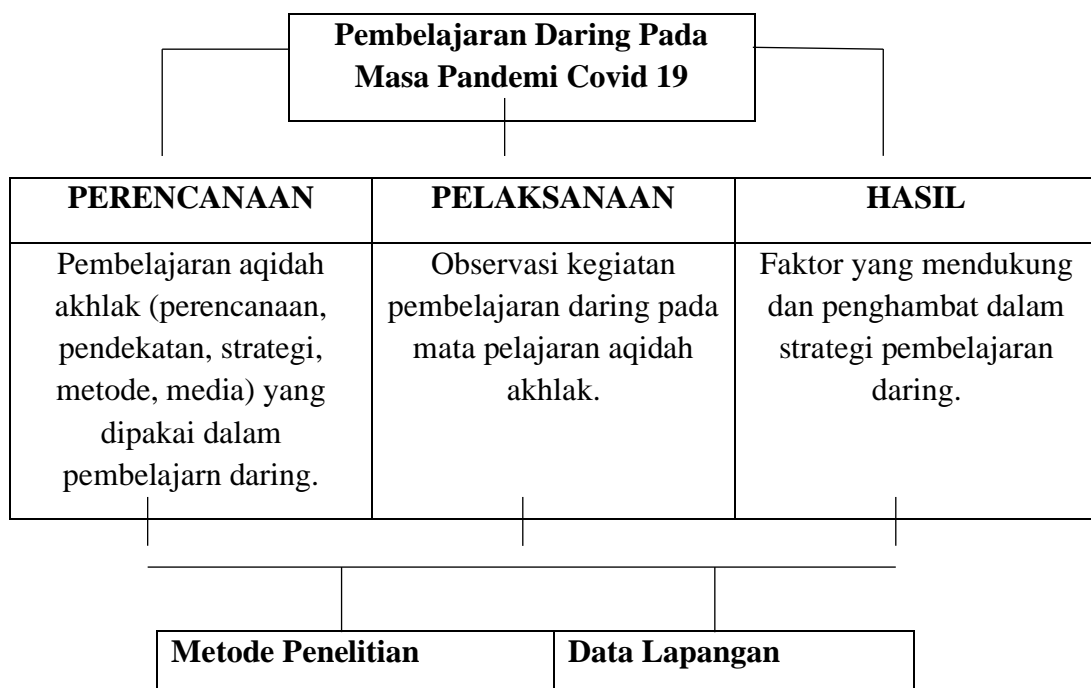 Pembelajaran Daring Pada
Masa Pandemi Covid 19
PERENCANAAN
PELAKSANAAN
HASIL
Pembelajaran aqidah
akhlak (perencanaan,
pendekatan, strategi,
metode, media) yang
dipakai dalam
pembelajarn daring.
Observasi kegiatan
pembelajaran daring pada
mata pelajaran aqidah
akhlak.
Faktor yang mendukung
dan penghambat dalam
strategi pembelajaran
daring.
Metode Penelitian
Data Lapangan